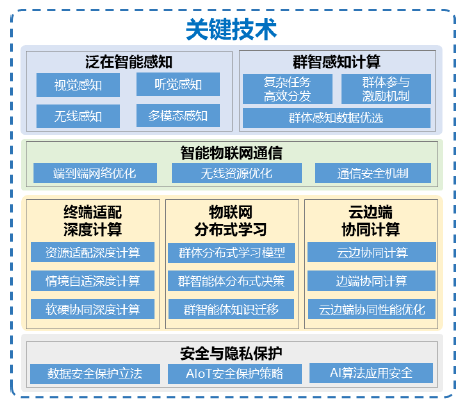 关键技术
泛在智能感知
视觉感知
听觉感知
无线感知
多模态感知
群智感知计算
复杂任务
高效分发
群体参与
激励机制
群体感知数据优选
智能物联网通信
端到端网络优化
无线资源优化
通信安全机制
终端适配
深度计算
资源适配深度计算
情境自适深度计算
软硬协同深度计算
物联网
分布式学习
群体分布式学习模型
群智能体分布式决策
群智能体知识迁移
云边端
协同计算
云边协同计算
边端协同计算
云边端协同性能优化
安全与隐私保护
数据安全保护立法
AIoT安全保护策略
AI算法应用安全